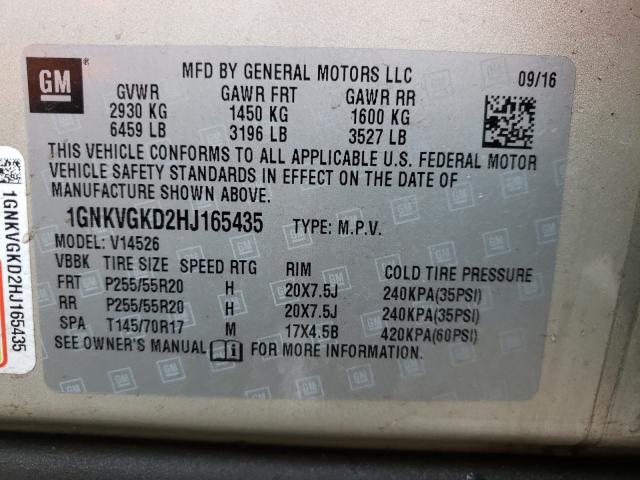 GM
MFD BY GENERAL MOTORS LLC 09/16
GVWR GAWR FRT GAWR RR
2930 KG 1450 KG 1600 KG
6459 LB 3196 LB 3527 LB
THIS VEHICLE CONFORMS TO ALL APPLICABLE U.S. FEDERAL MOTOR
VEHICLE SAFETY STANDARDS IN EFFECT ON THE DATE OF
MANUFACTURE SHOWN ABOVE.
1GNKVGKD2HJ165435 TYPE: M.P.V.
MODEL: V14526
VBBK TIRE SIZE SPEED RTG RIM COLD TIRE PRESSURE
FRT P255/55R20 H 20X7.5J 240KPA(35PSI)
RR P255/55R20 H 20X7.5J 240KPA(35PSI)
SPA T145/70R17 M 17X4.5B 420KPA(60PSI)
SEE OWNER'S MANUAL FOR MORE INFORMATION.
1GNKVGKD2HJ165435